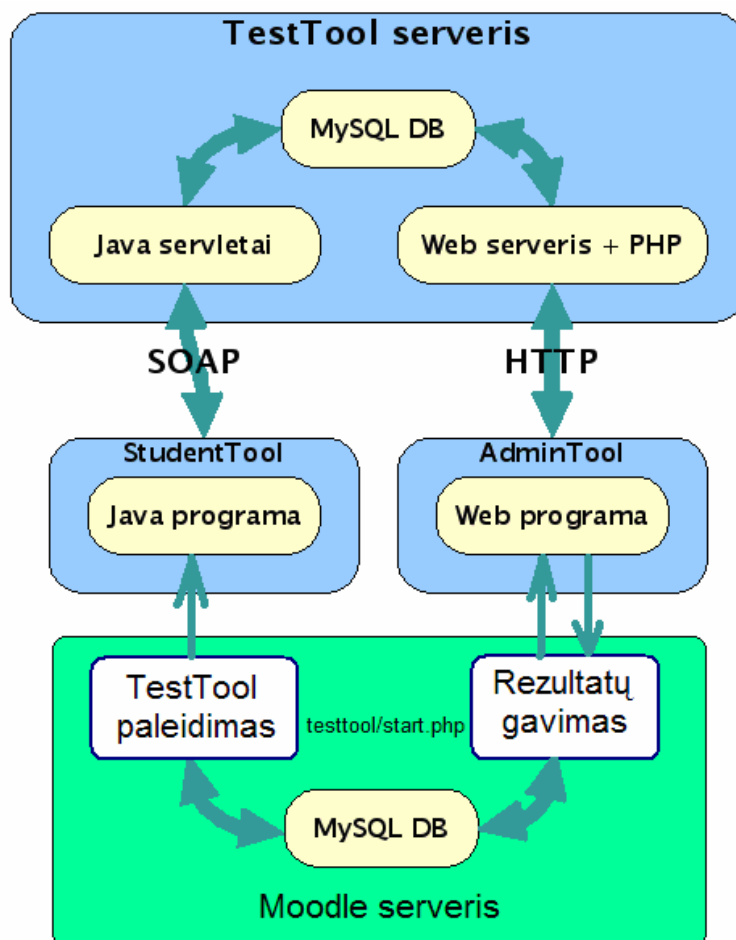 TestTool serveris
MySQL DB
Java servletai
Web serveris + PHP
SOAP
HTTP
StudentTool
AdminTool
Java programa
Web programa
TestTool
paleidimas
testtool/start.php
Rezultatų
gavimas
MySQL DB
Moodle serveris